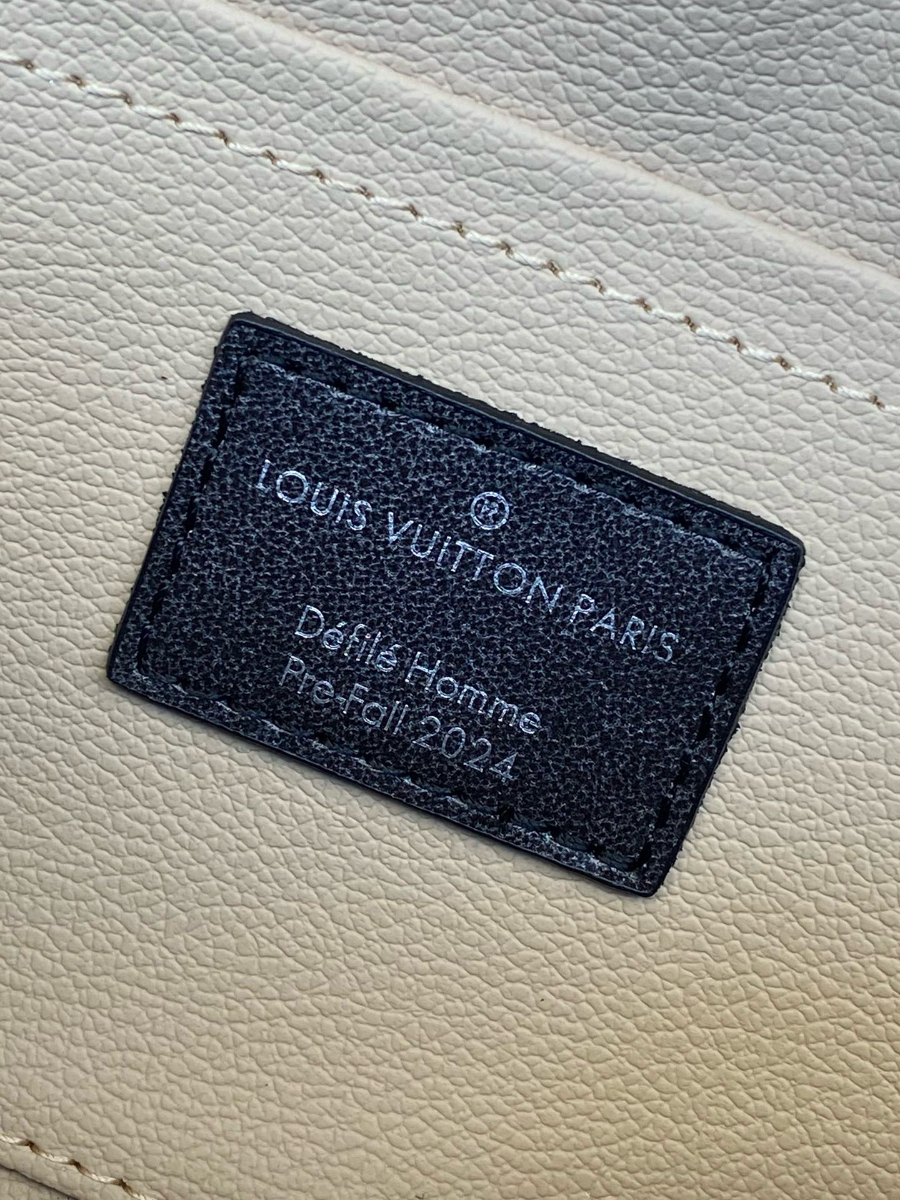 ®
LOUIS VUITTON PARIS
Défilé Homme
Pre-Fall 2024